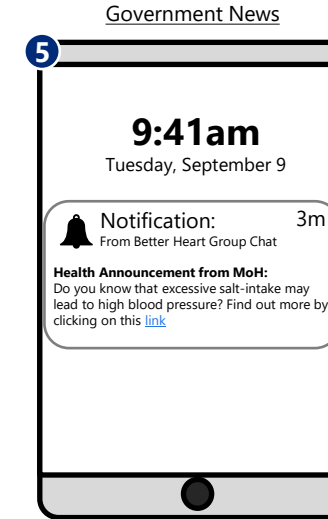 Government News
5
9:41am
Tuesday, September 9
Notification:
3m
From Better Heart Group Chat
Health Announcement from MoH:
Do you know that excessive salt-intake may
lead to high blood pressure? Find out more by
clicking on this link